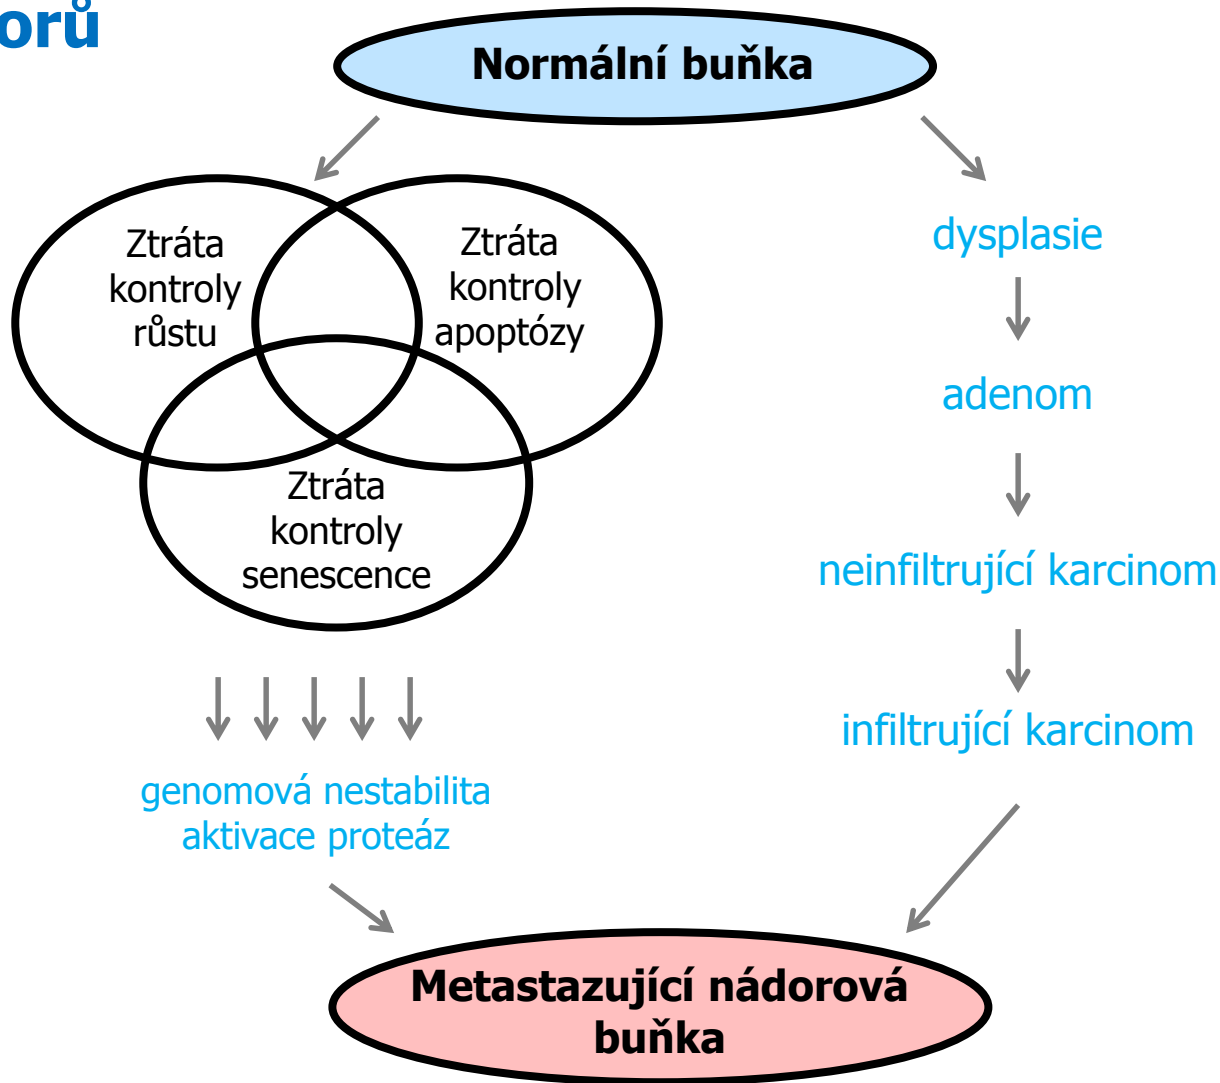 orů
Normální buňka
Ztráta
kontroly
růstu
Ztráta
kontroly
apoptózy
Ztráta
kontroly
senescence
genomová nestabilita
aktivace proteáz
dysplasie
adenom
neinfiltrující karcinom
infiltrující karcinom
Metastazující nádorová
buňka